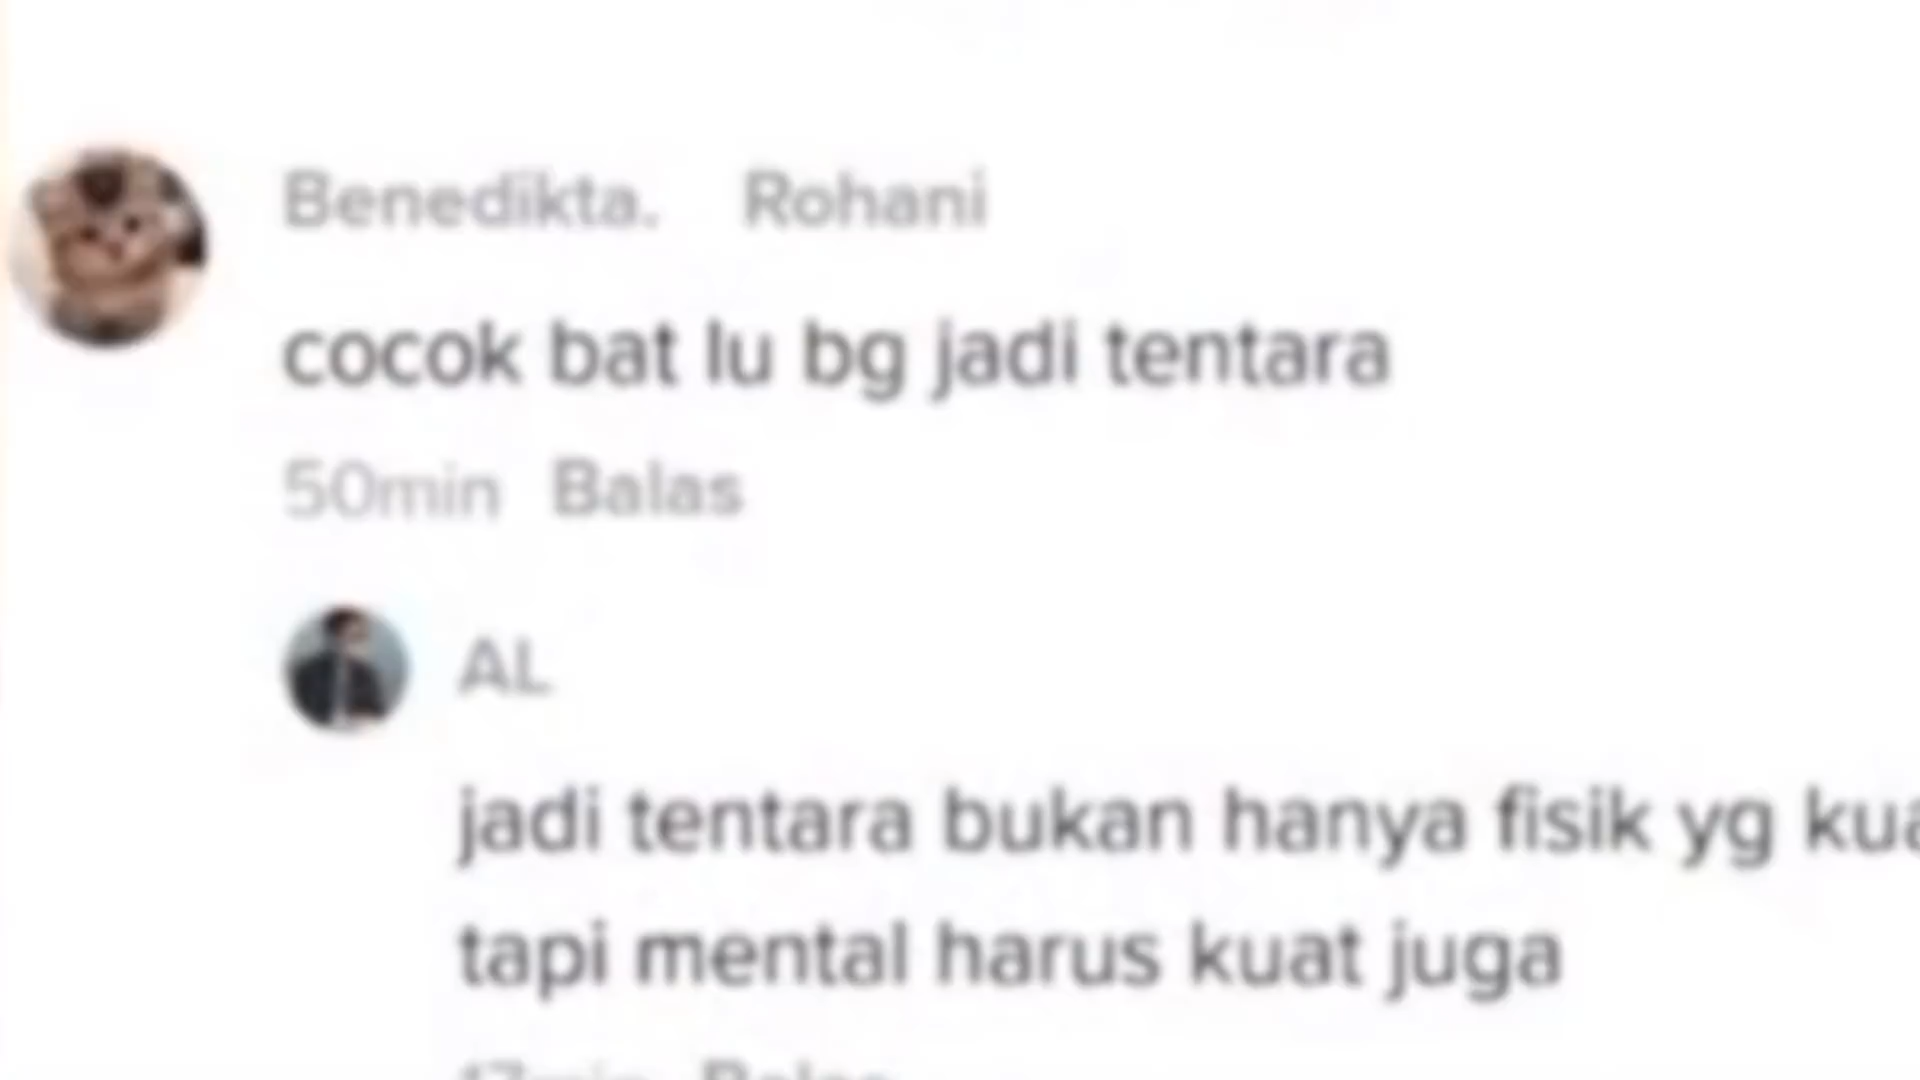 Benedikta. Rohani
cocok bat lu bg jadi tentara
50min Balas
AL
jadi tentara bukan hanya fisik yg
tapi mental harus kuat juga
Balas